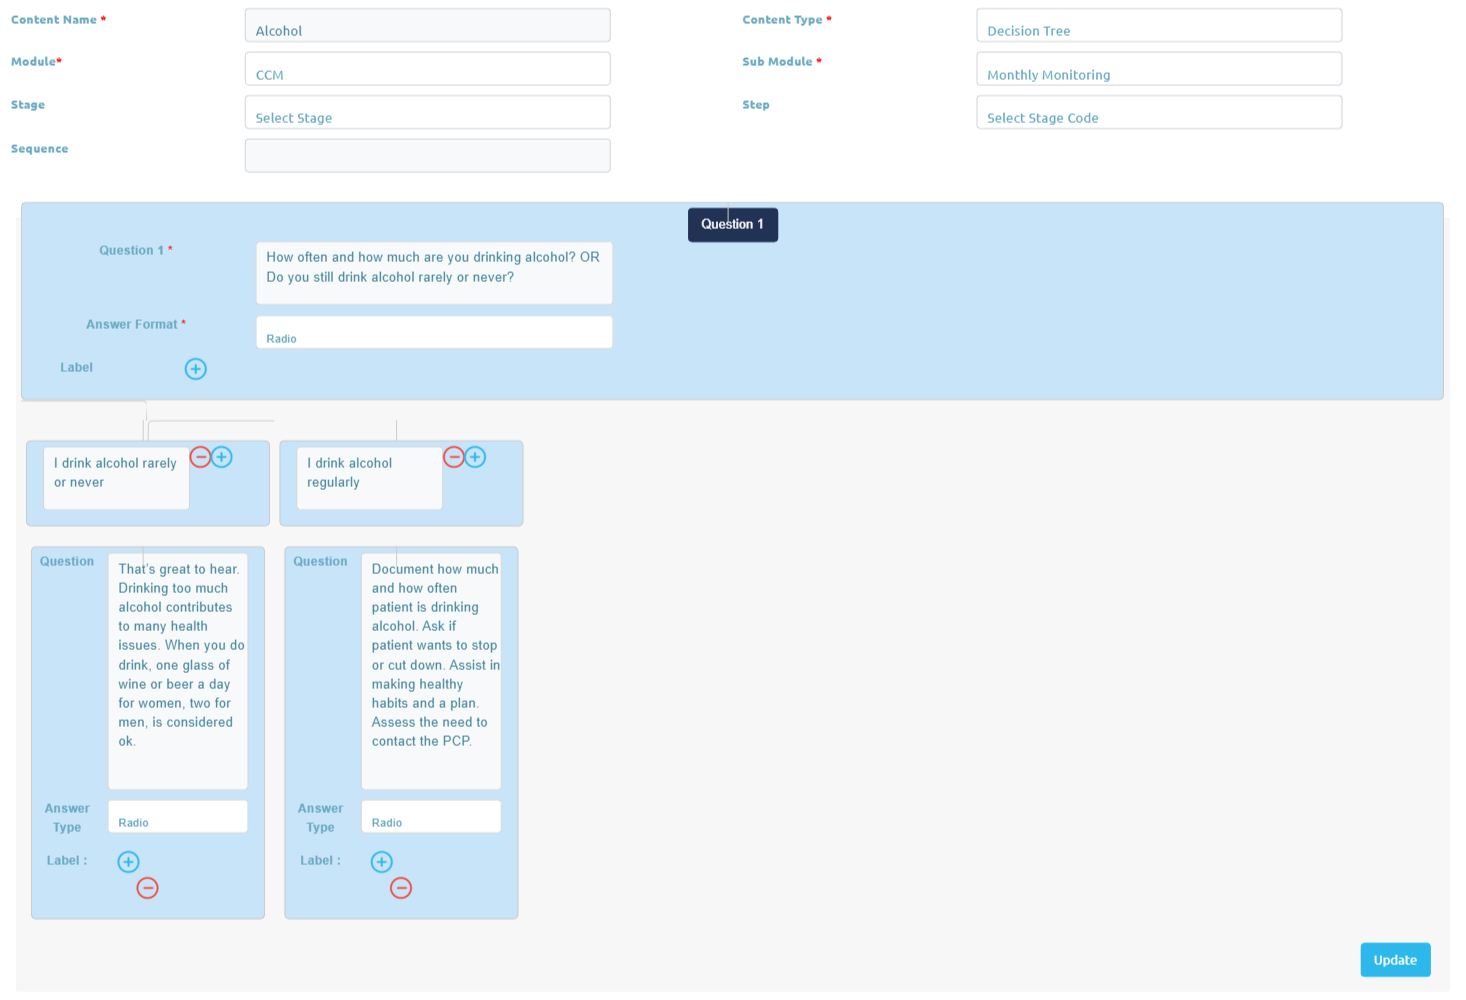 Content Name *
Alcohol
Content Type *
Decision Tree
Module*
CCM
Sub Module *
Monthly Monitoring
Stage
Select Stage
Step
Select Stage Code
Sequence
Question 1
Question 1 *
How often and how much are you drinking alcohol? OR
Do you still drink alcohol rarely or never?
Answer Format *
Radio
Label
I drink alcohol rarely
or never
I drink alcohol
regularly
Question
That's great to hear.
Drinking too much
alcohol contributes
to many health
issues. When you do
drink, one glass of
wine or beer a day
for women, two for
men, is considered
ok.
Answer
Type
Radio
Label :
Question
Document how much
and how often
patient is drinking
alcohol. Ask if
patient wants to stop
or cut down. Assist in
making healthy
habits and a plan.
Assess the need to
contact the PCP.
Answer
Type
Radio
Label :
Update